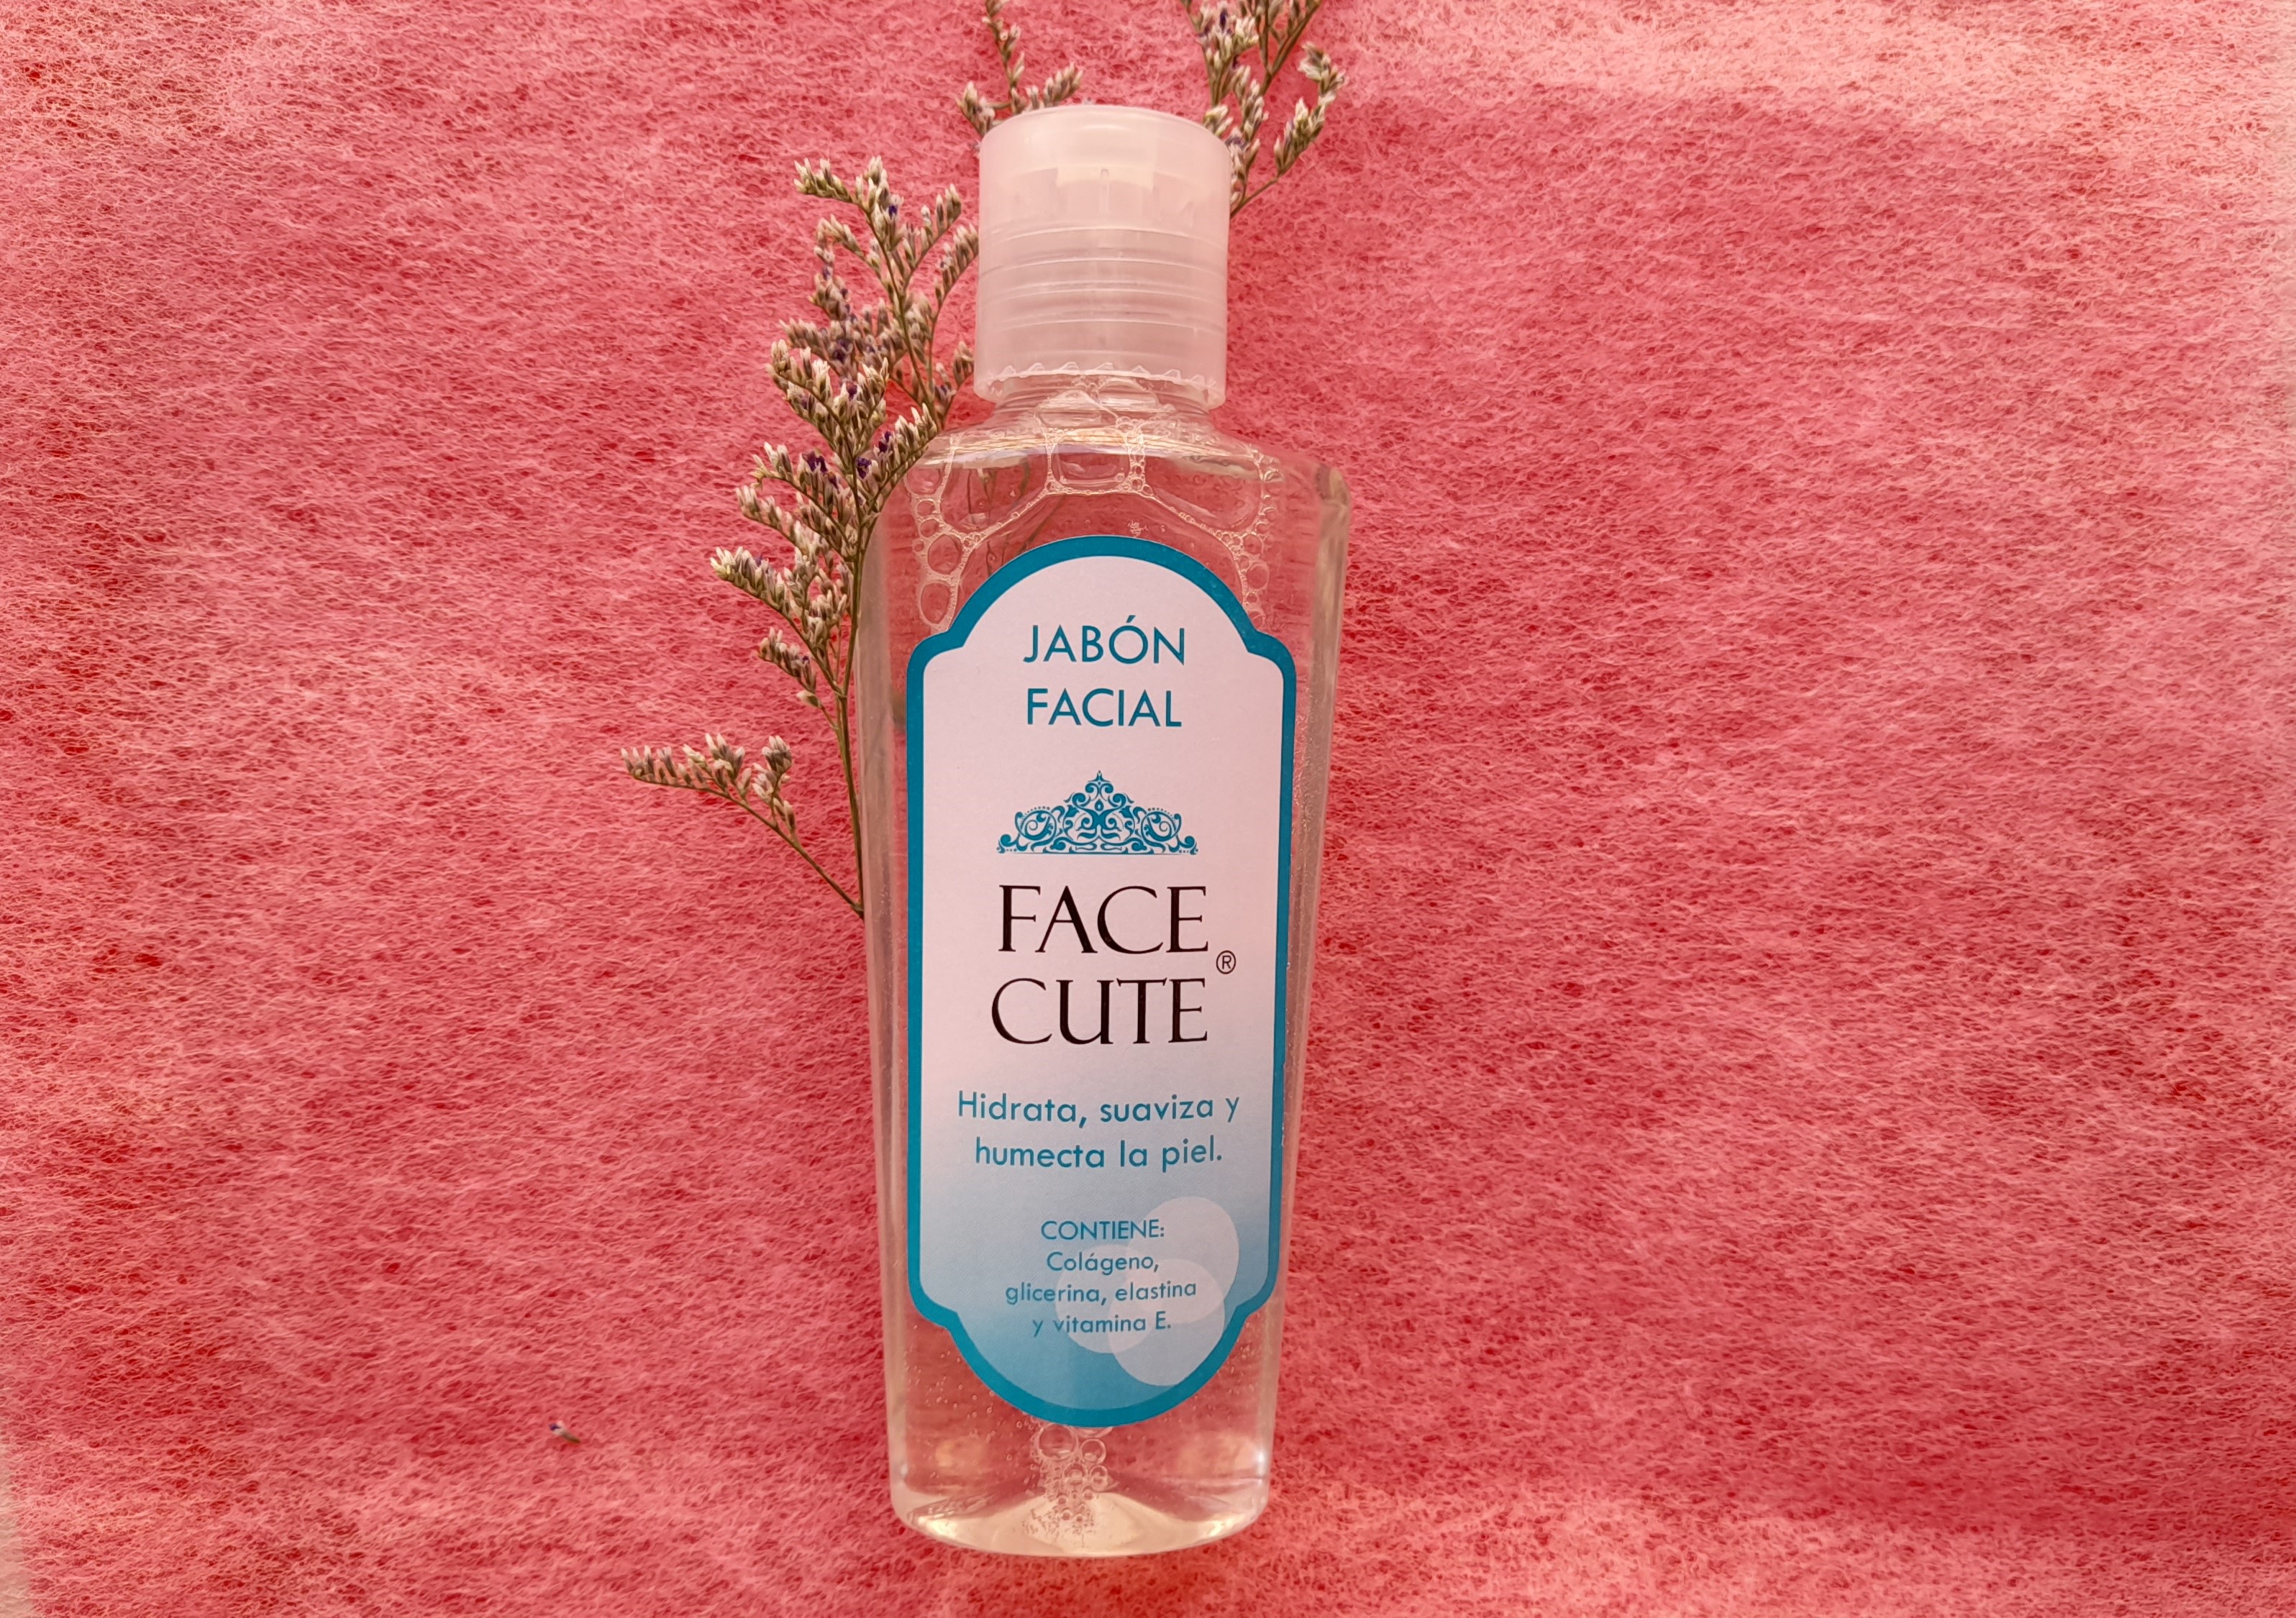 JABÓN
FACIAL
FACE
CUTE®
Hidrata, suaviza y
humecta la piel.
CONTIENE:
Colágeno,
glicerina, elastina
y vitamina E.